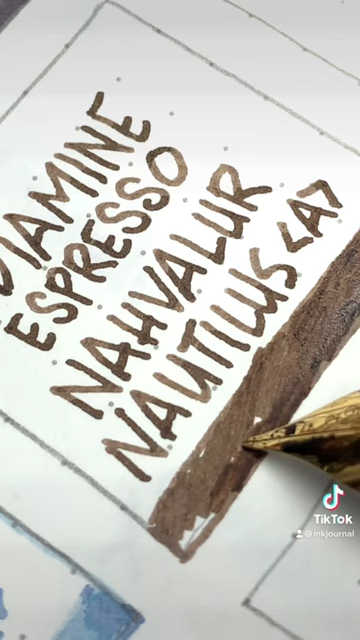 DIAMINE
ESPRESSO
NAHVALUR
NAUTILUS (A)
TikTok
@inkjournal